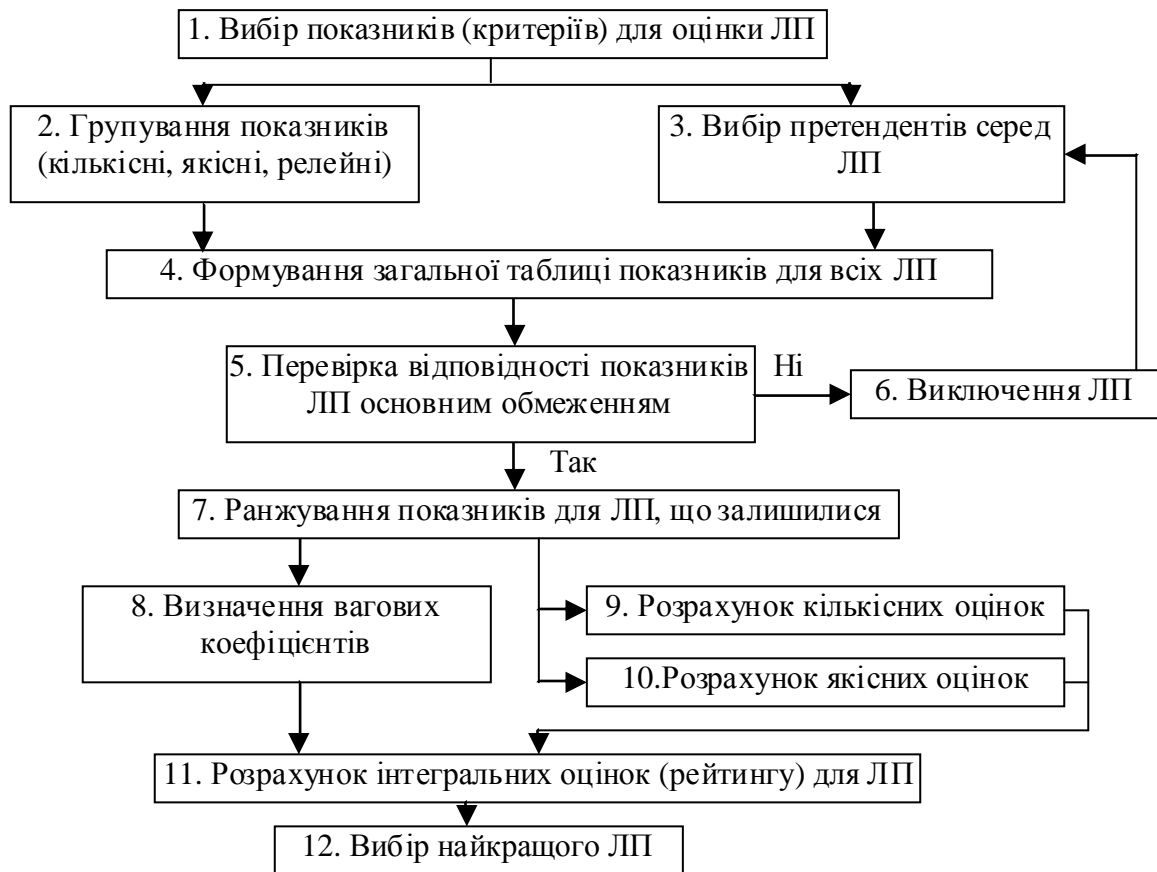 1. Вибір показників (критеріїв) для оцінки ЛП
2. Групування показників
(кількісні, якісні, релейні)
3. Вибір претендентів серед
ЛП
4. Формування загальної таблиці показників для всіх ЛП
5. Перевірка відповідності показників
ЛП основним обмеженням
Ні
6. Виключення ЛП
Так
7. Ранжування показників для ЛП, що залишилися
8. Визначення вагових
коефіцієнтів
9. Розрахунок кількісних оцінок
10.Розрахунок якісних оцінок
11. Розрахунок інтегральних оцінок (рейтингу) для ЛП
12. Вибір найкращого ЛП